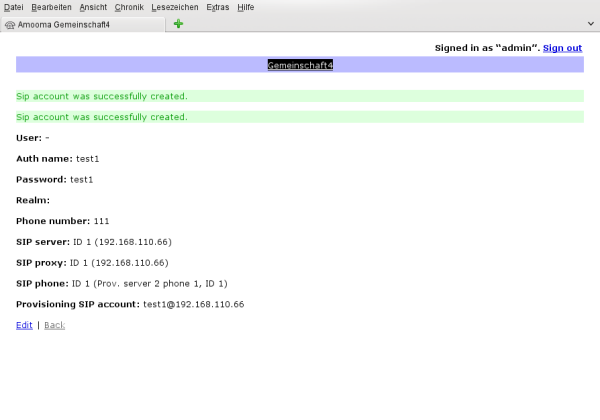 Datei Bearbeiten Ansicht Chronik Lesezeichen Extras Hilfe
Amooma Gemeinschaft4
Signed in as “admin”. Sign out
Gemeinschaft4
Sip account was successfully created.
Sip account was successfully created.
User: -
Auth name: test1
Password: test1
Realm:
Phone number: 111
SIP server: ID 1 (192.168.110.66)
SIP proxy: ID 1 (192.168.110.66)
SIP phone: ID 1 (Prov. server 2 phone 1, ID 1)
Provisioning SIP account: test1@192.168.110.66
Edit | Back